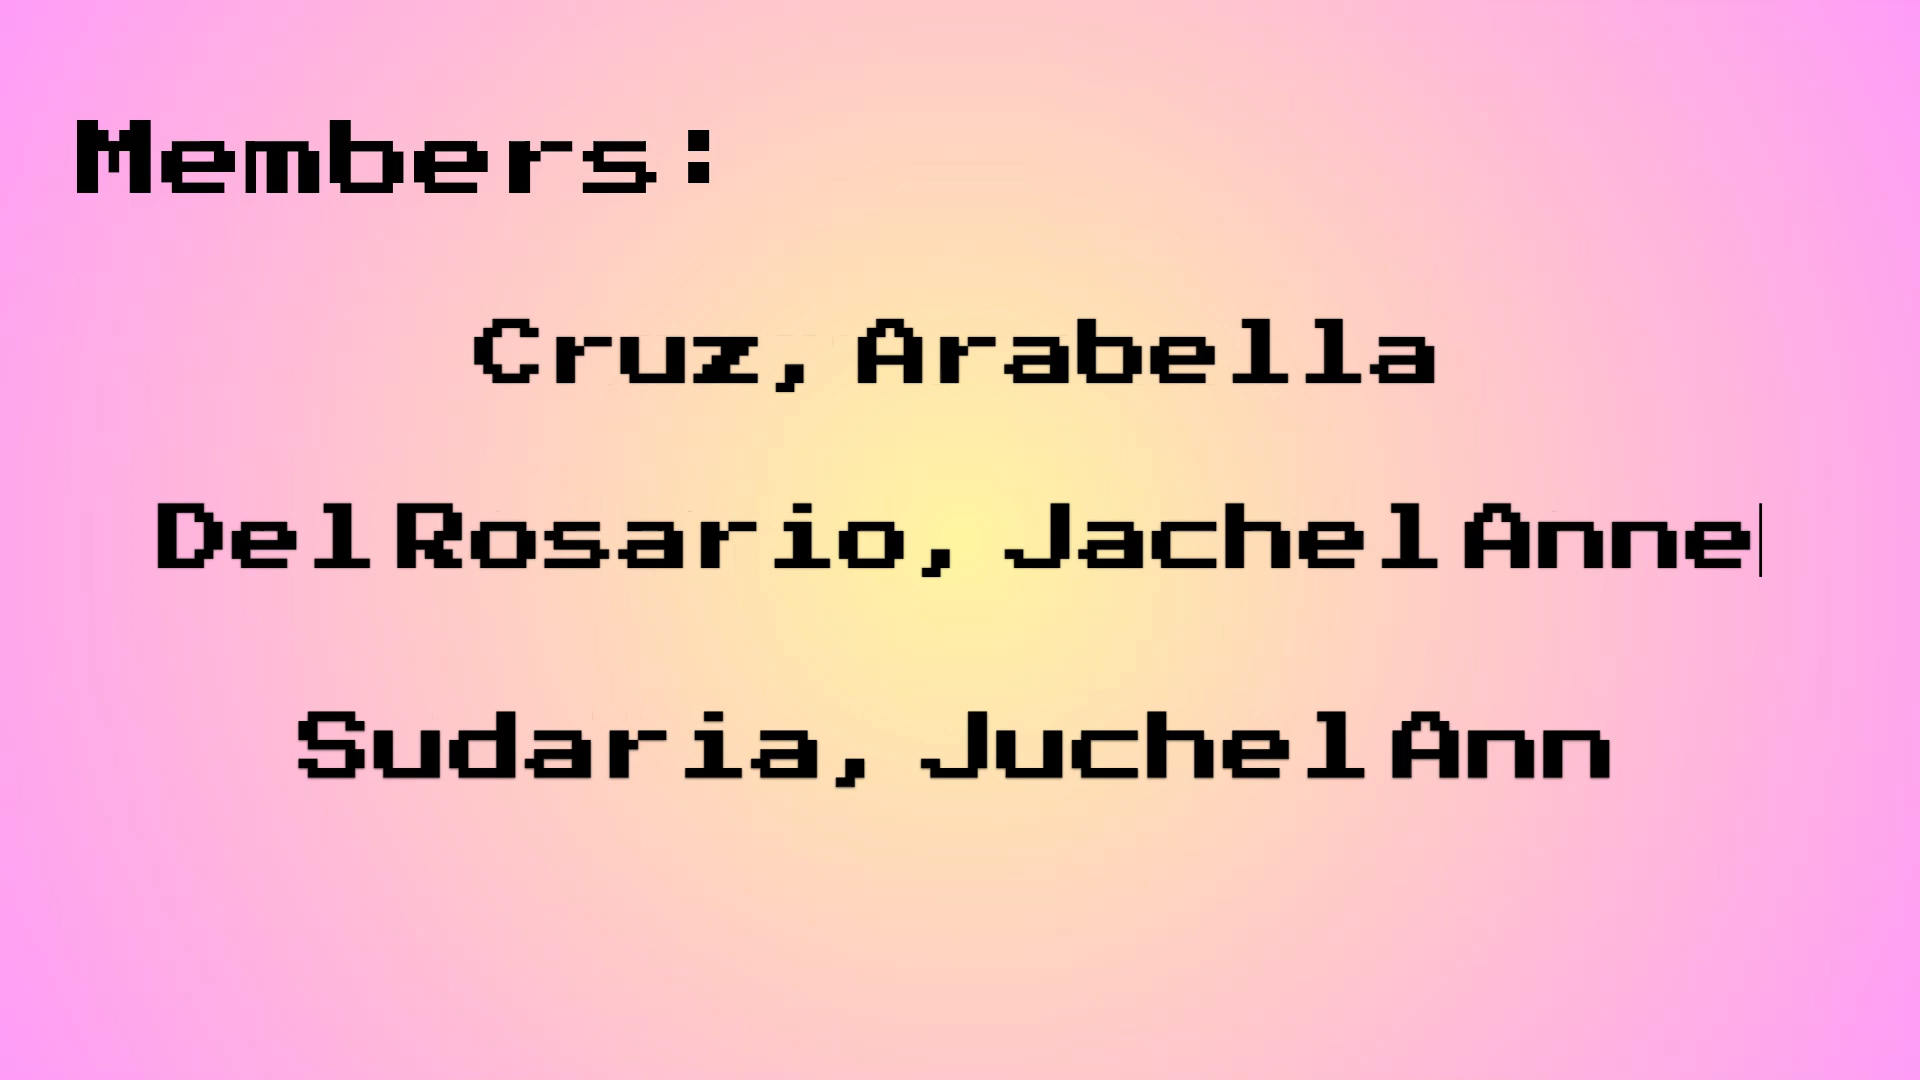 Members:
Cruz, Arabella
Del Rosario, Jachel Anne
Sudaria, Juchel Ann